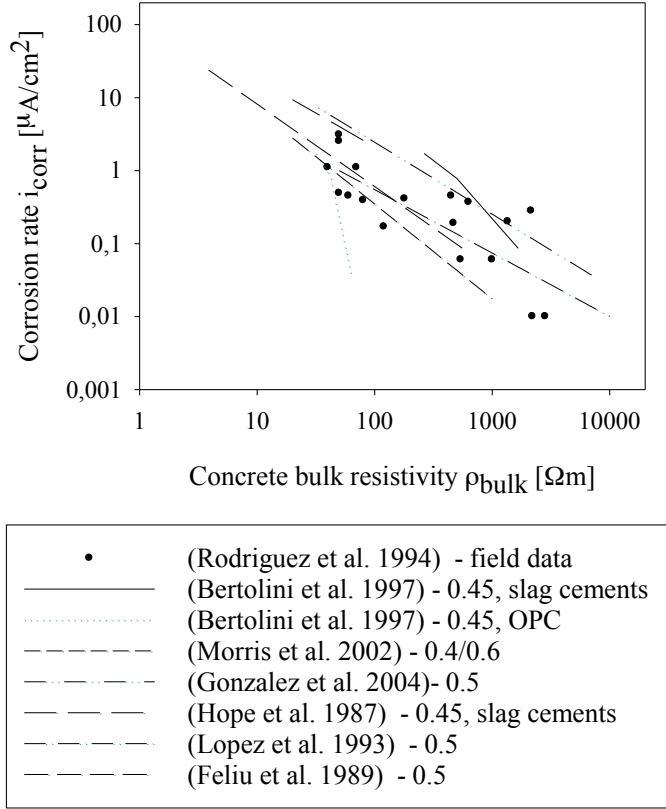 Corrosion rate i_corr [µA/cm²]
100
10
1
0,1
0,01
0,001
1 10 100 1000 10000
Concrete bulk resistivity ρ_bulk [Ωm]
(Rodriguez et al. 1994) - field data
(Bertolini et al. 1997) - 0.45, slag cements
(Bertolini et al. 1997) - 0.45, OPC
(Morris et al. 2002) - 0.4/0.6
(Gonzalez et al. 2004)- 0.5
(Hope et al. 1987) - 0.45, slag cements
(Lopez et al. 1993) - 0.5
(Feliu et al. 1989) - 0.5